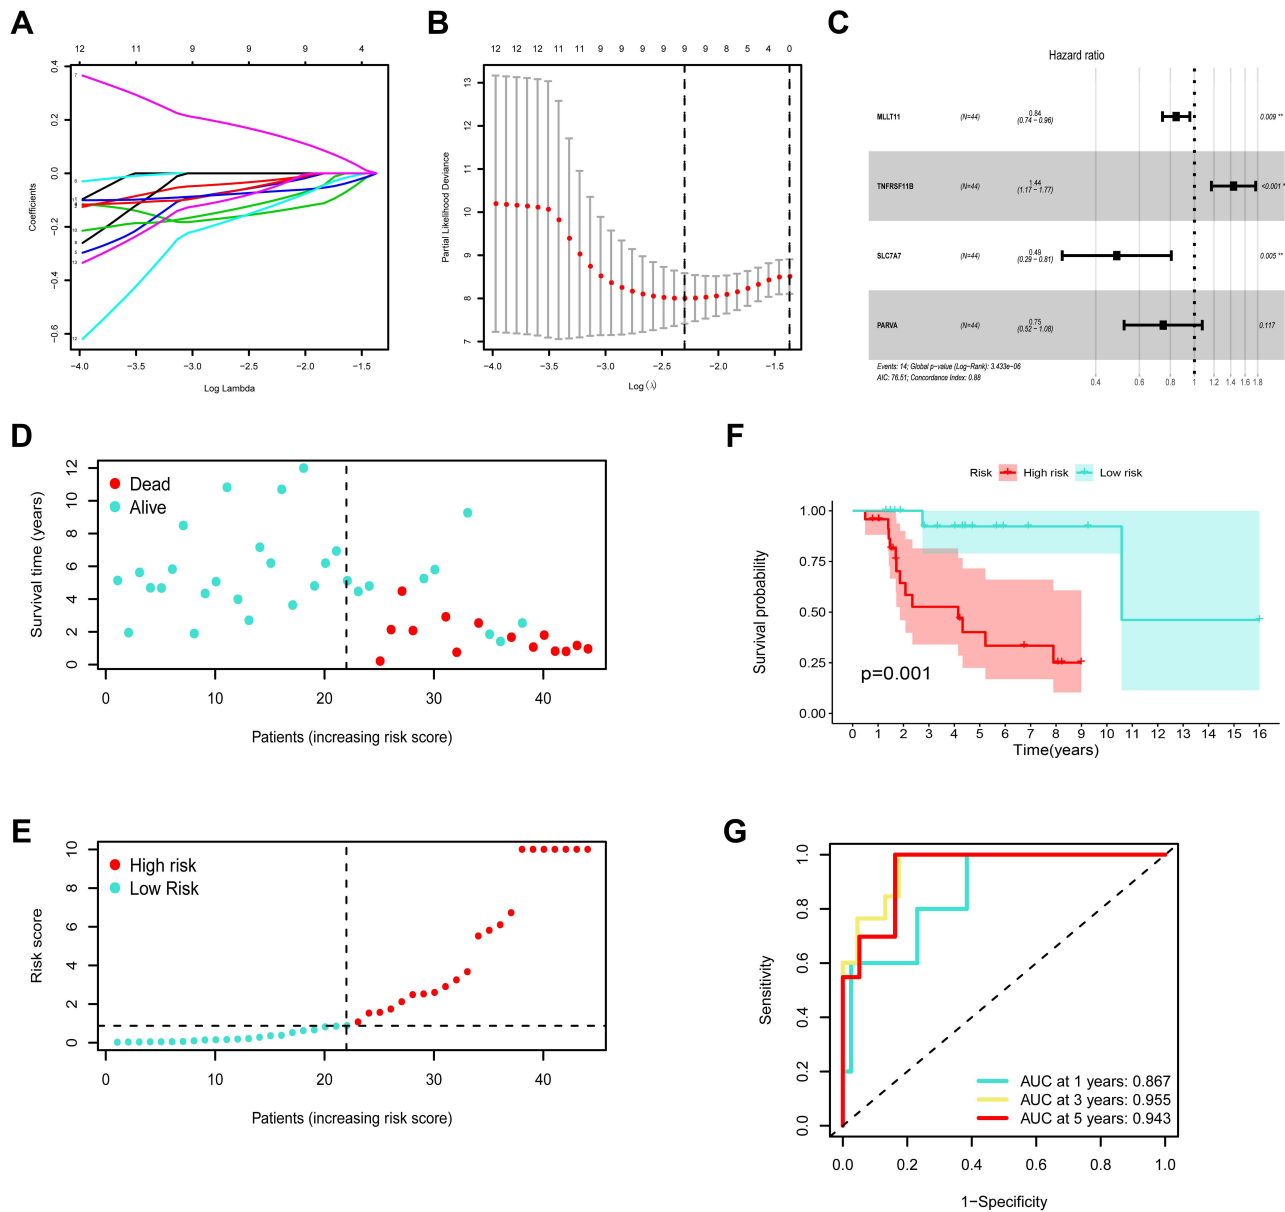 A
12 11 9 9 9 4
0.4
0.2
0.0
−0.2
−0.4
−0.6
Coefficients
7
6
10
8
5
13
12
−4.0 −3.5 −3.0 −2.5 −2.0 −1.5
Log Lambda
B
12 12 12 11 11 9 9 9 9 9 9 9 8 5 4 0
13
12
11
10
9
8
7
Partial Likelihood Deviance
−4.0 −3.5 −3.0 −2.5 −2.0 −1.5
Log (λ)
C
Hazard ratio
MLLT11 (N=44) 0.84 (0.74 − 0.96) 0.009 **
TNFRSF11B (N=44) 1.44 (1.17 − 1.77) <0.001 *
SLC7A7 (N=44) 0.49 (0.29 − 0.81) 0.005 **
PARVA (N=44) 0.75 (0.52 − 1.08) 0.117
Events: 14; Global p−value (Log−Rank): 3.433e−06
AIC: 76.51; Concordance Index: 0.88
0.4 0.6 0.8 1 1.2 1.4 1.6 1.8
D
Dead
Alive
12
10
8
6
4
2
0
Survival time (years)
0 10 20 30 40
Patients (increasing risk score)
F
Risk High risk Low risk
1.00
0.75
0.50
0.25
0.00
Survival probability
p=0.001
0 1 2 3 4 5 6 7 8 9 10 11 12 13 14 15 16
Time(years)
E
High risk
Low Risk
10
8
6
4
2
0
Risk score
0 10 20 30 40
Patients (increasing risk score)
G
1.0
0.8
0.6
0.4
0.2
0.0
Sensitivity
AUC at 1 years: 0.867
AUC at 3 years: 0.955
AUC at 5 years: 0.943
0.0 0.2 0.4 0.6 0.8 1.0
1−Specificity